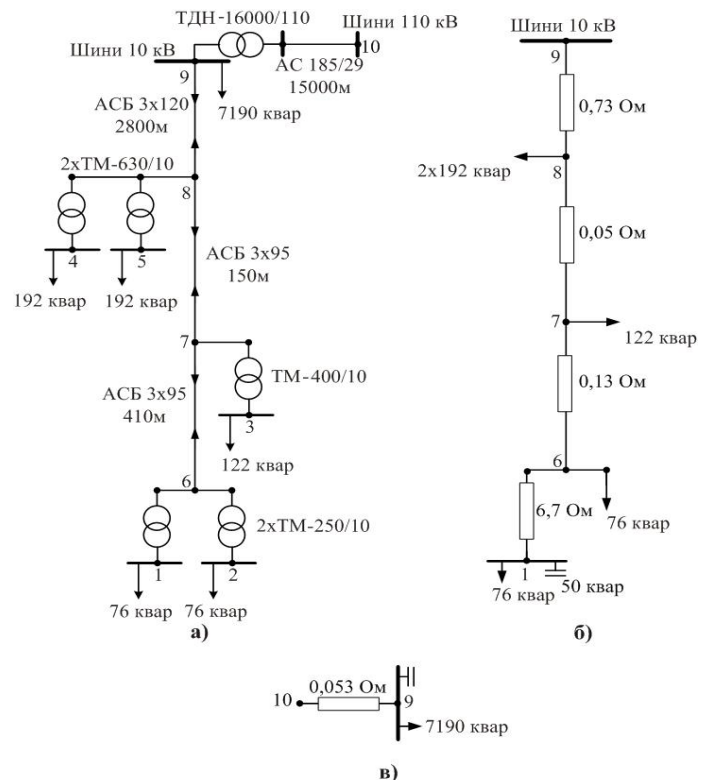 ТДН-16000/110
Шини 110 кВ
10
Шини 10 кВ
АС 185/29
15000м
9
7190 квар
АСБ 3х120
2800м
2хТМ-630/10
8
4
5
192 квар
192 квар
АСБ 3х95
150м
7
ТМ-400/10
АСБ 3х95
410м
3
122 квар
6
2хТМ-250/10
1
2
76 квар
76 квар
а)
Шини 10 кВ
9
0,73 Ом
2х192 квар
8
0,05 Ом
7
122 квар
0,13 Ом
6
6,7 Ом
76 квар
1
76 квар
50 квар
б)
0,053 Ом
10
9
7190 квар
в)